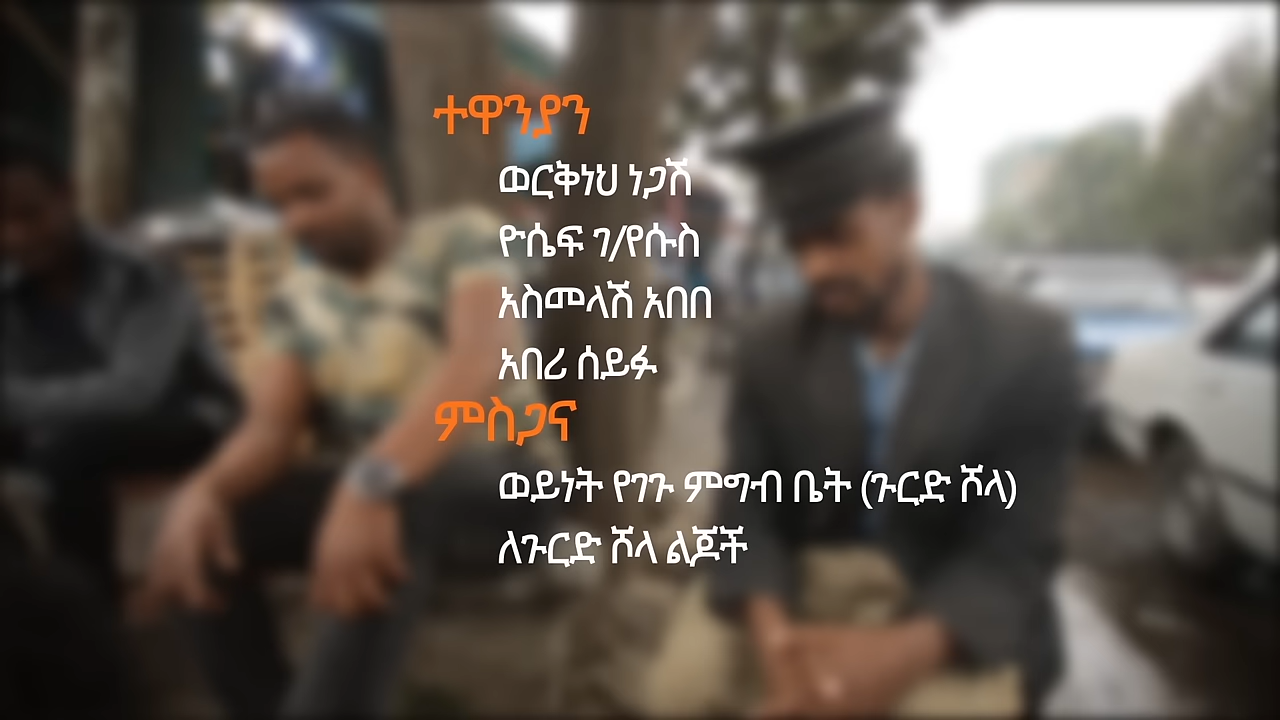 ተዋንያን
ወርቅነህ ነጋሽ
ዮሴፍ ገ/የሱስ
አስመላሽ አበበ
አበሪ ሰይፉ
ምስጋና
ወይነት የገጉ ምግብ ቤት (ጉርድ ሾላ)
ለጉርድ ሾላ ልጆች